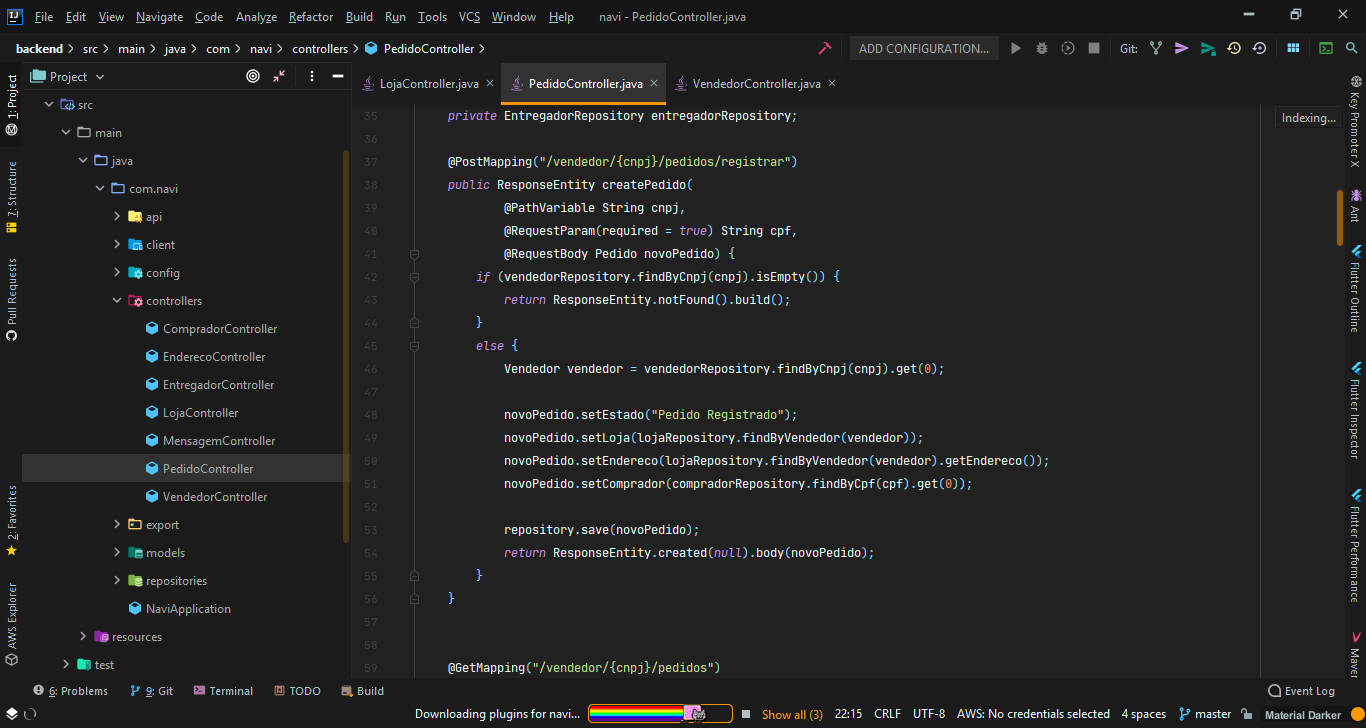 IJ File Edit View Navigate Code Analyze Refactor Build Run Tools VCS Window Help navi - PedidoController.java
backend src main java com navi controllers PedidoController ADD CONFIGURATION... Git:
Project
LojaController.java PedidoController.java VendedorController.java
1: Project
7: Structure
Pull Requests
2: Favorites
AWS Explorer
src
main
java
com.navi
api
client
config
controllers
CompradorController
EnderecoController
EntregadorController
LojaController
MensagemController
PedidoController
VendedorController
export
models
repositories
NaviApplication
resources
test
35 private EntregadorRepository entregadorRepository;
36
37 @PostMapping("/vendedor/{cnpj}/pedidos/registrar")
38 public ResponseEntity createPedido(
39 @PathVariable String cnpj,
40 @RequestParam(required = true) String cpf,
41 @RequestBody Pedido novoPedido) {
42 if (vendedorRepository.findByCnpj(cnpj).isEmpty()) {
43 return ResponseEntity.notFound().build();
44 }
45 else {
46 Vendedor vendedor = vendedorRepository.findByCnpj(cnpj).get(0);
47
48 novoPedido.setEstado("Pedido Registrado");
49 novoPedido.setLoja(lojaRepository.findByVendedor(vendedor));
50 novoPedido.setEndereco(lojaRepository.findByVendedor(vendedor).getEndereco());
51 novoPedido.setComprador(compradorRepository.findByCpf(cpf).get(0));
52
53 repository.save(novoPedido);
54 return ResponseEntity.created(null).body(novoPedido);
55 }
56 }
57
58
59 @GetMapping("/vendedor/{cnpj}/pedidos")
Indexing...
Key Promoter X
Ant
Flutter Outline
Flutter Inspector
Flutter Performance
Maven
6: Problems 9: Git Terminal TODO Build Event Log
Downloading plugins for navi... Show all (3) 22:15 CRLF UTF-8 AWS: No credentials selected 4 spaces master Material Darker